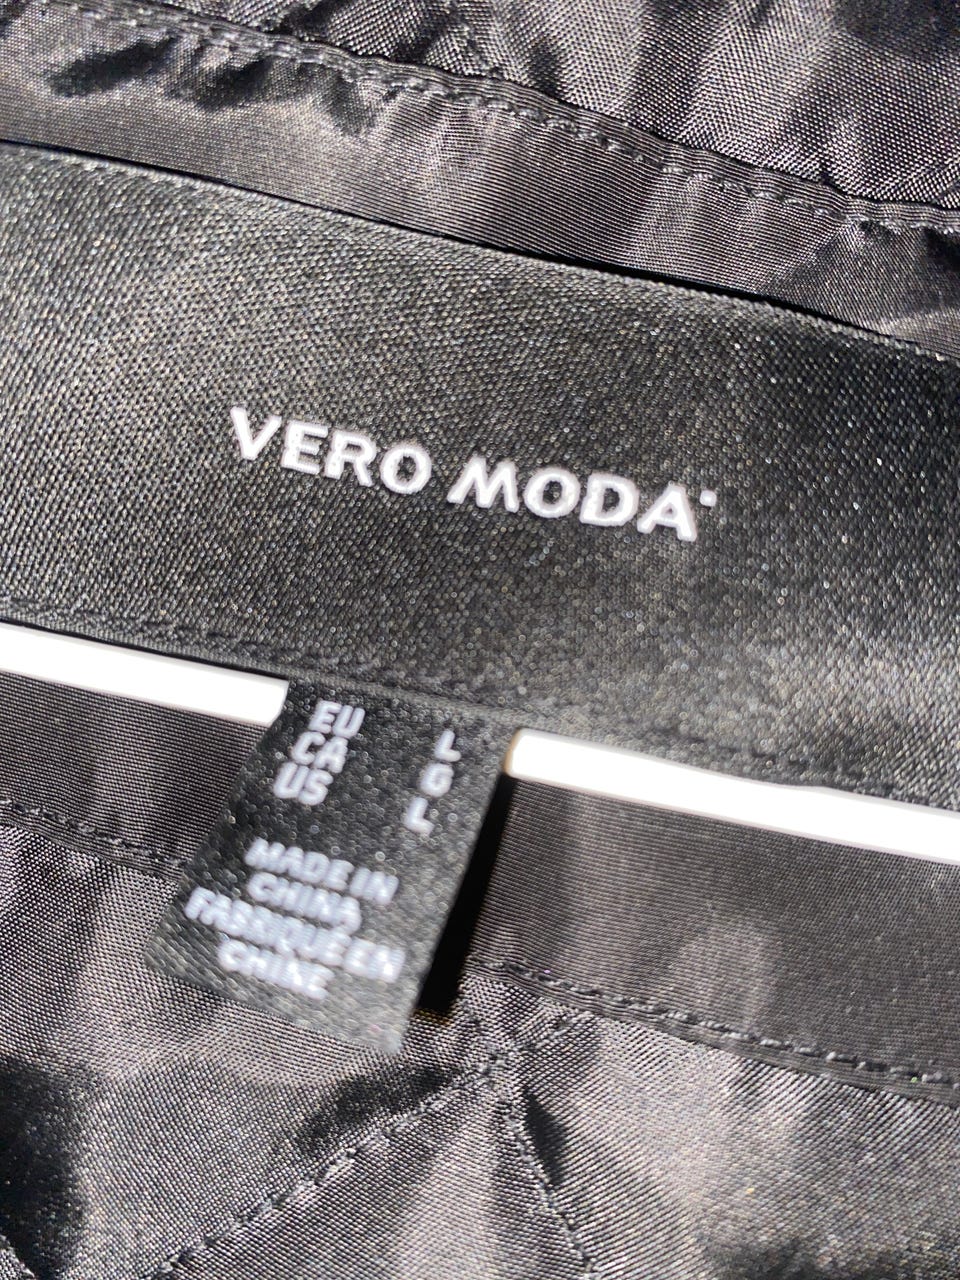 VERO MODA
EU L
CA G
US L
MADE IN
CHINA
FABRIQUE EN
CHINE